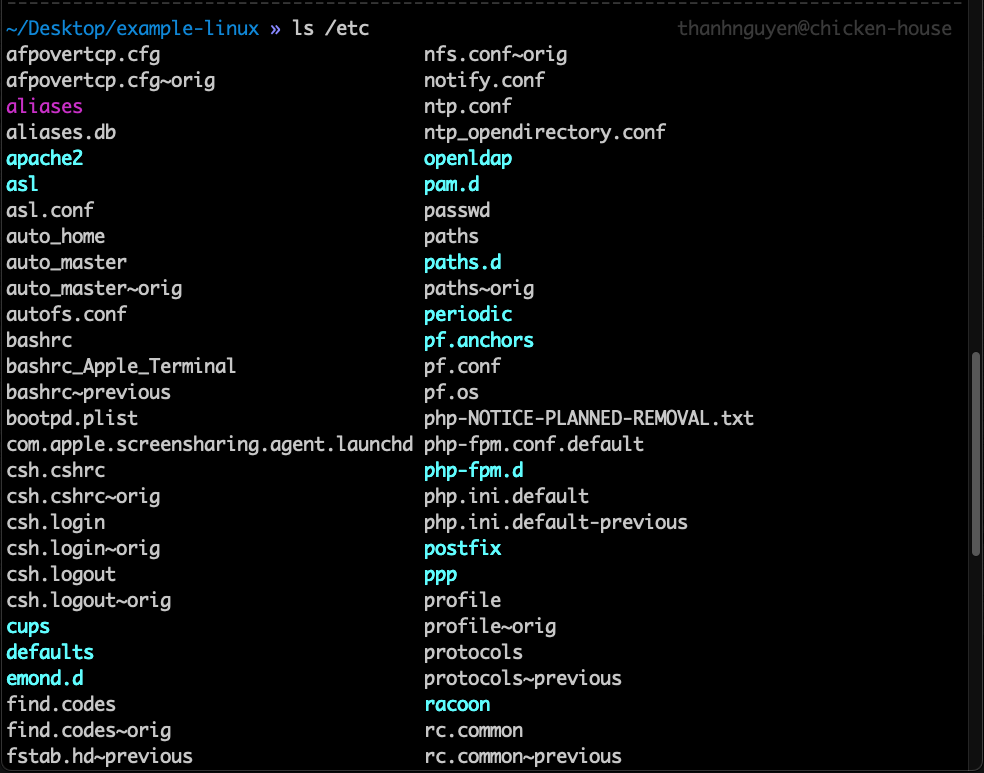 ~/Desktop/example-linux » ls /etc thanhnguyen@chicken-house
afpovertcp.cfg nfs.conf~orig
afpovertcp.cfg~orig notify.conf
aliases ntp.conf
aliases.db ntp_opendirectory.conf
apache2 openldap
asl pam.d
asl.conf passwd
auto_home paths
auto_master paths.d
auto_master~orig paths~orig
autofs.conf periodic
bashrc pf.anchors
bashrc_Apple_Terminal pf.conf
bashrc~previous pf.os
bootpd.plist php-NOTICE-PLANNED-REMOVAL.txt
com.apple.screensharing.agent.launchd php-fpm.conf.default
csh.cshrc php-fpm.d
csh.cshrc~orig php.ini.default
csh.login php.ini.default-previous
csh.login~orig postfix
csh.logout ppp
csh.logout~orig profile
cups profile~orig
defaults protocols
emond.d protocols~previous
find.codes racoon
find.codes~orig rc.common
fstab.hd~previous rc.common~previous